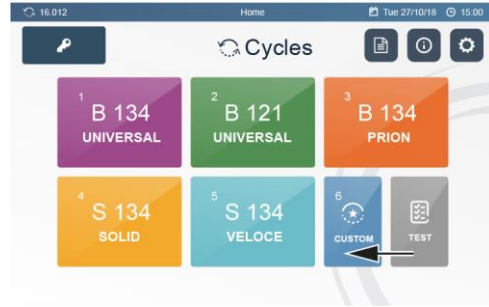 16.012 Home Tue 27/10/18 15:00
Cycles
1
B 134
UNIVERSAL
2
B 121
UNIVERSAL
3
B 134
PRION
4
S 134
SOLID
5
S 134
VELOCE
6
CUSTOM
TEST